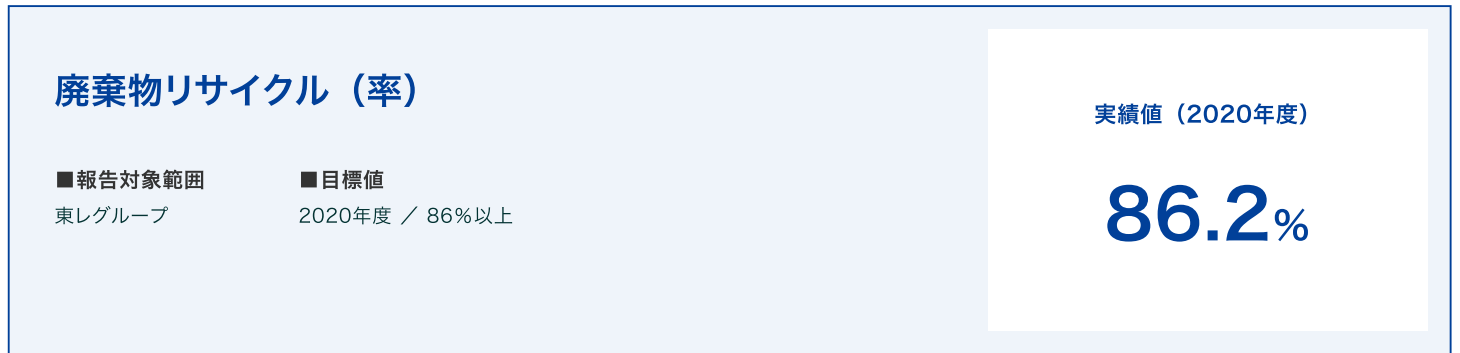 廃棄物リサイクル（率）
■報告対象範囲
東レグループ
■目標値
2020年度 ／ 86％以上
実績値（2020年度）
86.2%